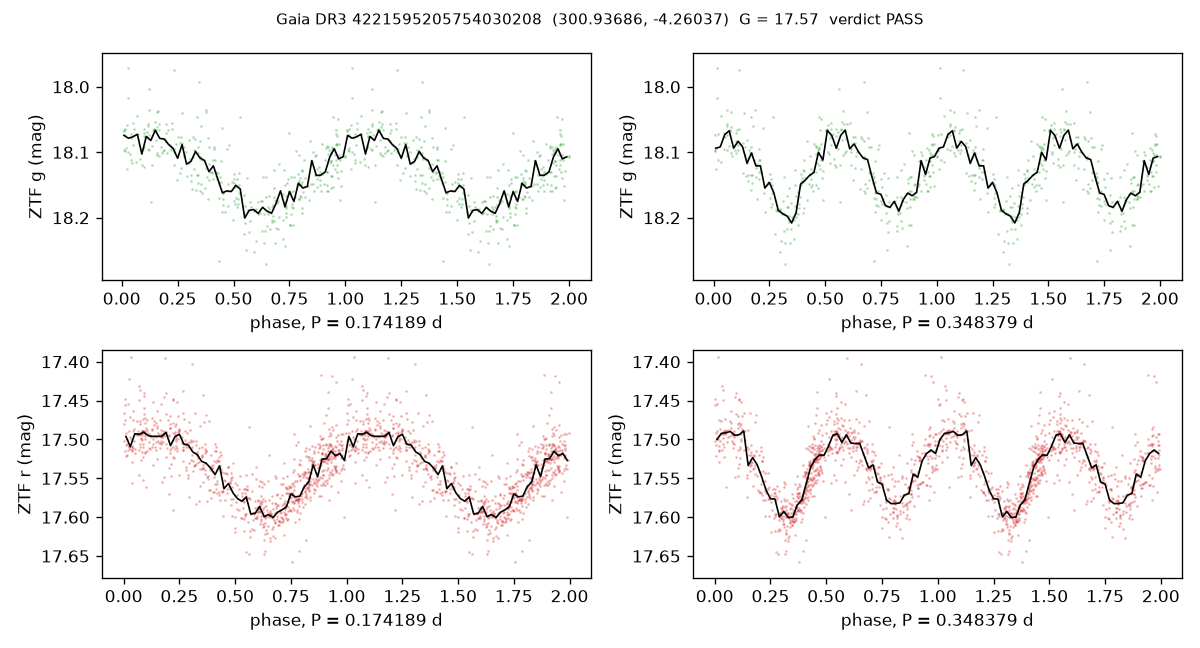 Gaia DR3 4221595205754030208 (300.93686, -4.26037) G = 17.57 verdict PASS
ZTF g (mag)
18.0
18.1
18.2
0.00 0.25 0.50 0.75 1.00 1.25 1.50 1.75 2.00
phase, P = 0.174189 d
ZTF g (mag)
18.0
18.1
18.2
0.00 0.25 0.50 0.75 1.00 1.25 1.50 1.75 2.00
phase, P = 0.348379 d
ZTF r (mag)
17.40
17.45
17.50
17.55
17.60
17.65
0.00 0.25 0.50 0.75 1.00 1.25 1.50 1.75 2.00
phase, P = 0.174189 d
ZTF r (mag)
17.40
17.45
17.50
17.55
17.60
17.65
0.00 0.25 0.50 0.75 1.00 1.25 1.50 1.75 2.00
phase, P = 0.348379 d